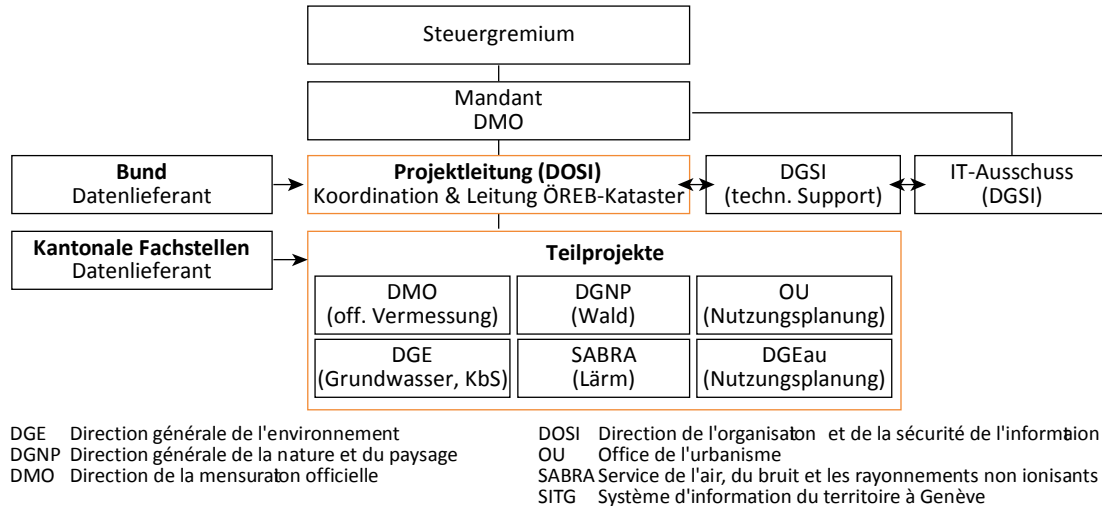 Steuergremium
Mandant
DMO
Bund
Datenlieferant
Projektleitung (DOSI)
Koordination & Leitung ÖREB-Kataster
DGSI
(techn. Support)
IT-Ausschuss
(DGSI)
Kantonale Fachstellen
Datenlieferant
Teilprojekte
DMO
(off. Vermessung)
DGNP
(Wald)
OU
(Nutzungsplanung)
DGE
(Grundwasser, KbS)
SABRA
(Lärm)
DGEau
(Nutzungsplanung)
DGE Direction générale de l'environnement
DGNP Direction générale de la nature et du paysage
DMO Direction de la mensuration officielle
DOSI Direction de l'organisation et de la sécurité de l'information
OU Office de l'urbanisme
SABRA Service de l'air, du bruit et les rayonnements non ionisants
SITG Système d'information du territoire à Genève